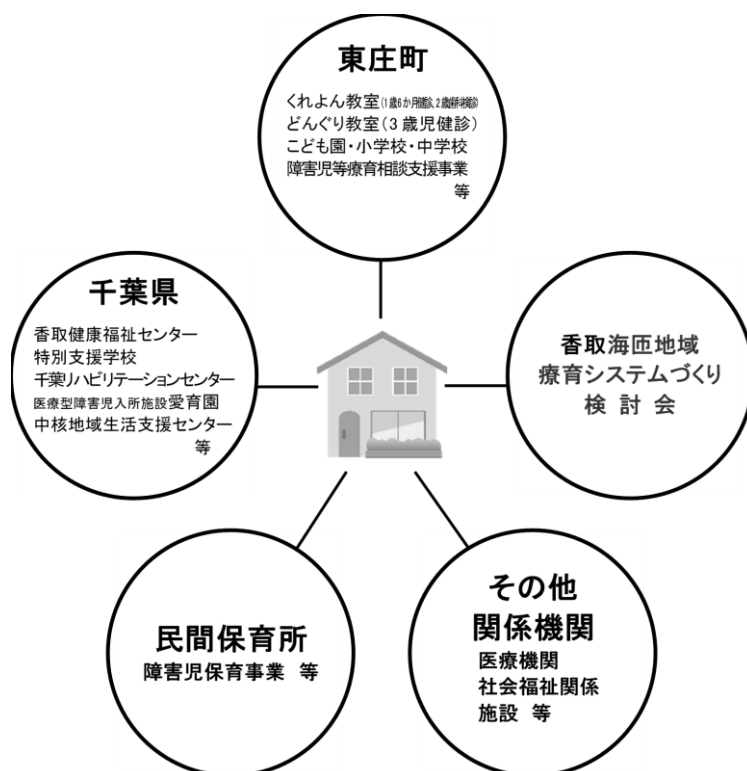 東庄町
くれよん教室(1歳6か月健診、2歳歯科検診)
どんぐり教室(3歳児健診)
こども園・小学校・中学校
障害児等療育相談支援事業
等
千葉県
香取健康福祉センター
特別支援学校
千葉リハビリテーションセンター
医療型障害児入所施設愛育園
中核地域生活支援センター
等
香取海匝地域
療育システムづくり
検 討 会
民間保育所
障害児保育事業 等
その他
関係機関
医療機関
社会福祉関係
施設 等